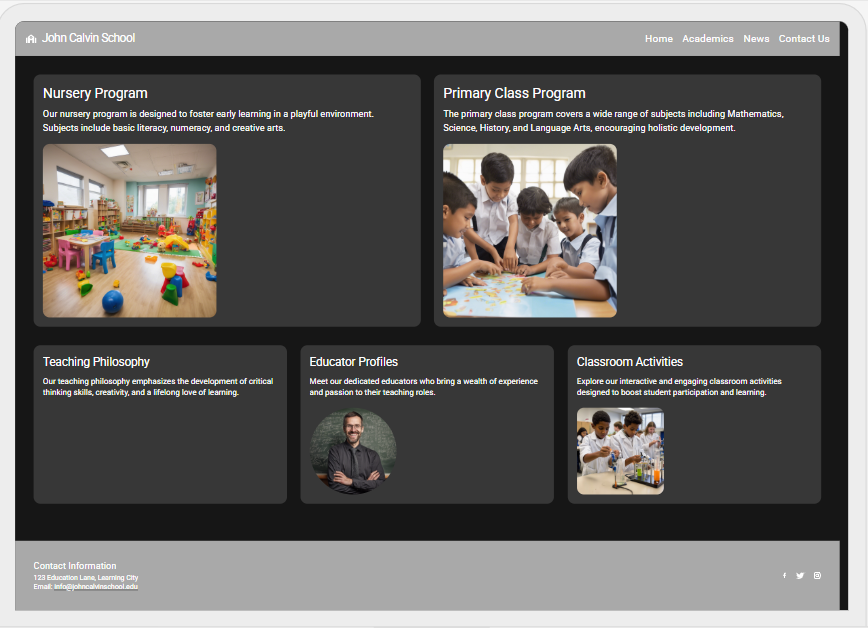 John Calvin School
Home Academics News Contact Us
Nursery Program
Our nursery program is designed to foster early learning in a playful environment.
Subjects include basic literacy, numeracy, and creative arts.
Primary Class Program
The primary class program covers a wide range of subjects including Mathematics,
Science, History, and Language Arts, encouraging holistic development.
Teaching Philosophy
Our teaching philosophy emphasizes the development of critical
thinking skills, creativity, and a lifelong love of learning.
Educator Profiles
Meet our dedicated educators who bring a wealth of experience
and passion to their teaching roles.
Classroom Activities
Explore our interactive and engaging classroom activities
designed to boost student participation and learning.
Contact Information
123 Education Lane, Learning City
Email: info@johncalvinschool.edu